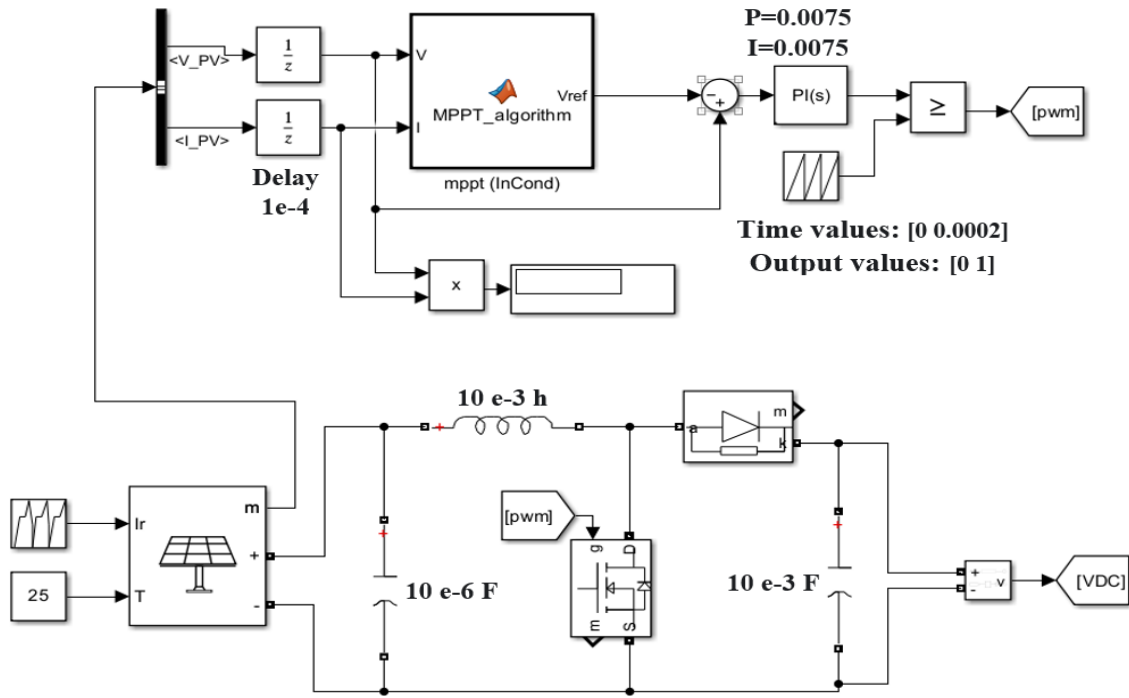 P=0.0075
I=0.0075
<V_PV>
1
z
V
MPPT_algorithm
Vref
-
+
PI(s)
≥
[pwm]
<I_PV>
1
z
I
mppt (InCond)
Delay
1e-4
Time values: [0 0.0002]
Output values: [0 1]
x
10 e-3 h
+
a
m
k
[pwm]
g
D
m
S
Ir
m
+
10 e-6 F
+
25
T
-
10 e-3 F
+
+
-
v
[VDC]